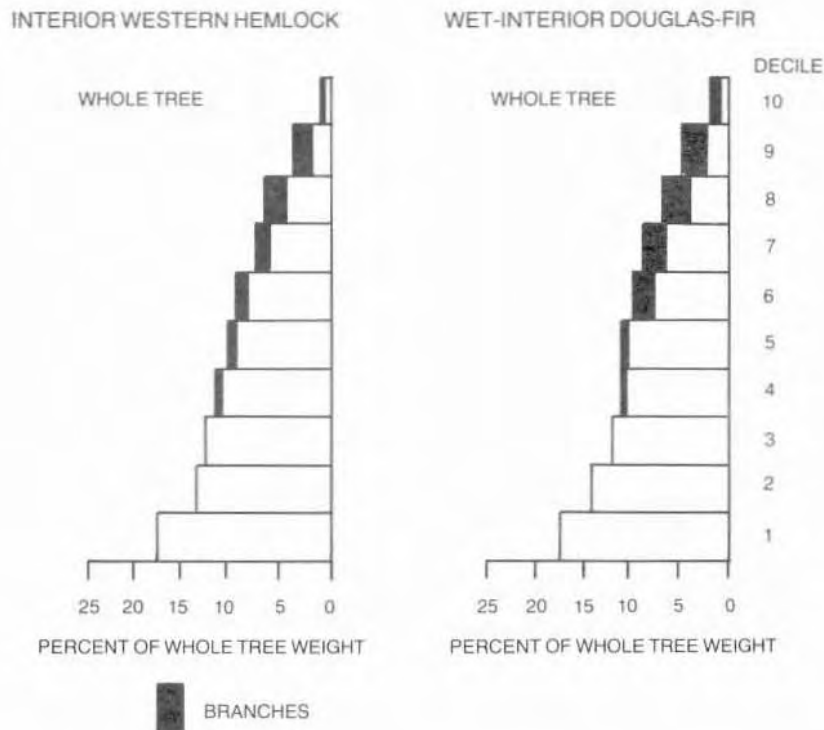 INTERIOR WESTERN HEMLOCK
WET-INTERIOR DOUGLAS-FIR
DECILE
WHOLE TREE
WHOLE TREE
10
9
8
7
6
5
4
3
2
1
25 20 15 10 5 0
25 20 15 10 5 0
PERCENT OF WHOLE TREE WEIGHT
PERCENT OF WHOLE TREE WEIGHT
BRANCHES